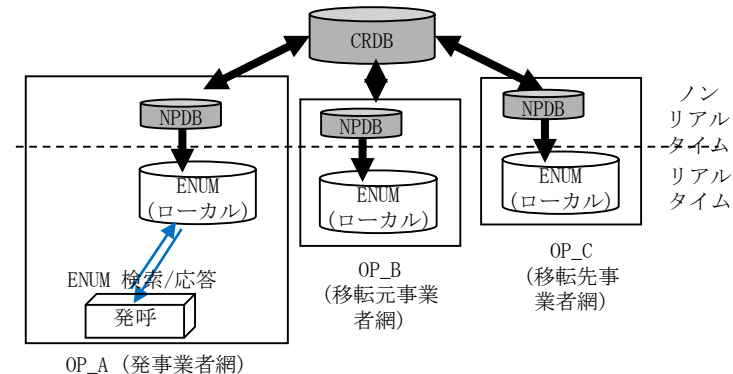 CRDB
NPDB
NPDB
NPDB
ノン
リアル
タイム
リアル
タイム
ENUM
(ローカル)
ENUM
(ローカル)
ENUM
(ローカル)
ENUM 検索/応答
発呼
OP_A (発事業者網)
OP_B
(移転元事業
者網)
OP_C
(移転先事
業者網)